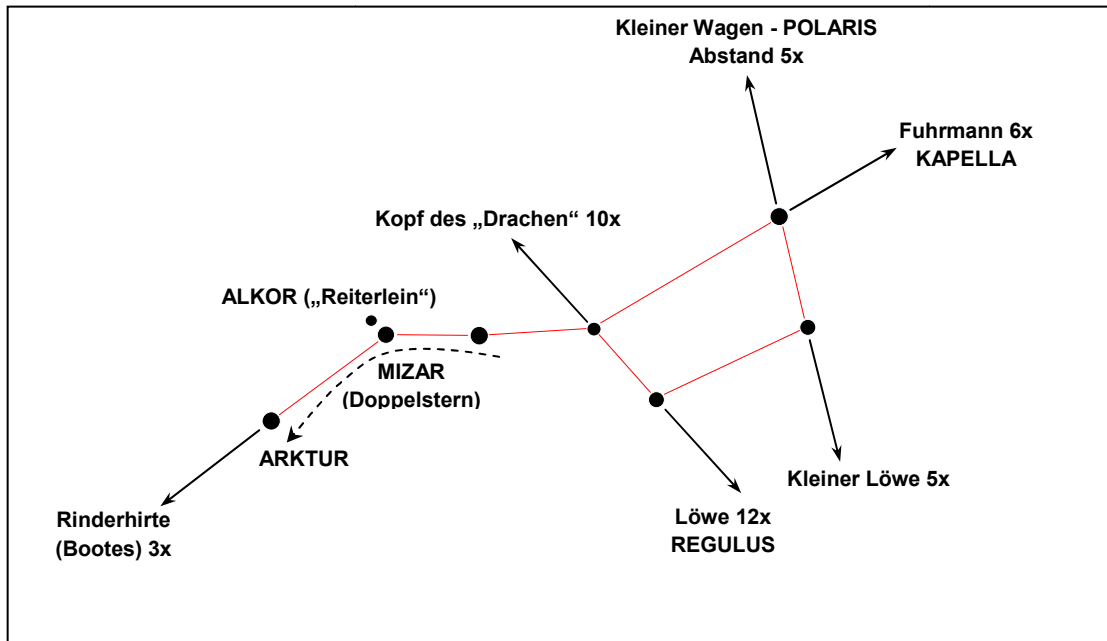 Kleiner Wagen - POLARIS
Abstand 5x
Fuhrmann 6x
KAPELLA
Kopf des „Drachen“ 10x
ALKOR („Reiterlein“)
MIZAR
(Doppelstern)
ARKTUR
Kleiner Löwe 5x
Rinderhirte
(Bootes) 3x
Löwe 12x
REGULUS